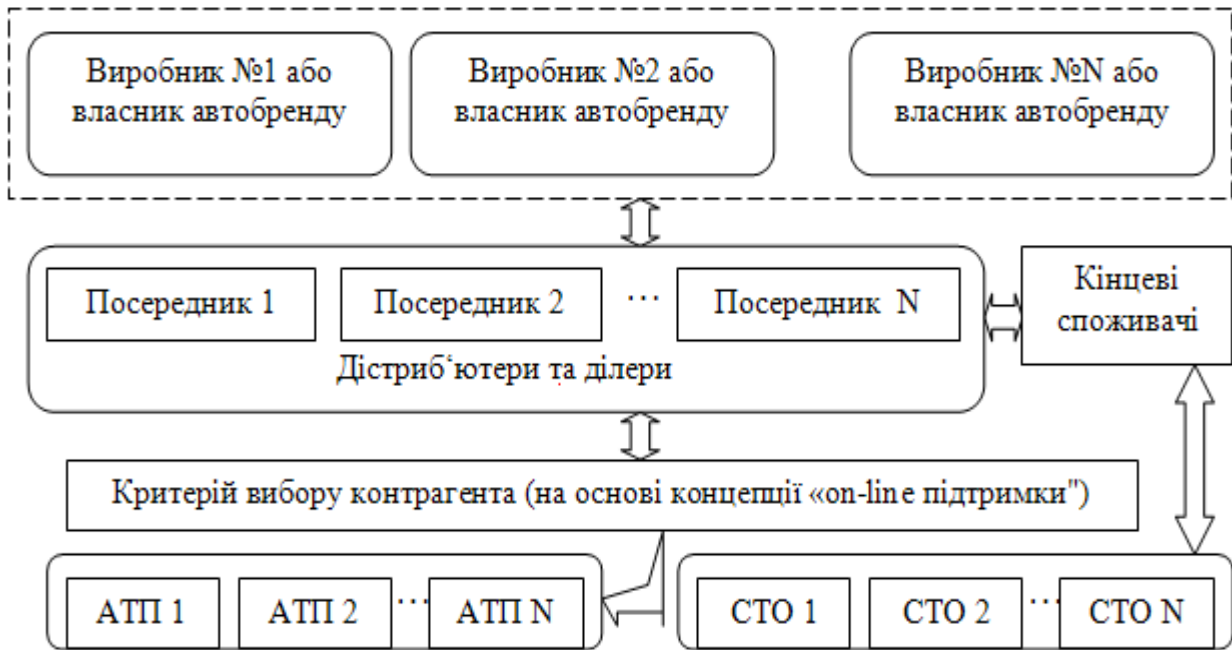 Виробник №1 або
власник автобренду
Виробник №2 або
власник автобренду
Виробник №N або
власник автобренду
Посередник 1
Посередник 2
...
Посередник N
Дістриб‘ютери та ділери
Кінцеві
споживачі
Критерій вибору контрагента (на основі концепції «on-line підтримки")
АТП 1
АТП 2
...
АТП N
СТО 1
СТО 2
...
СТО N